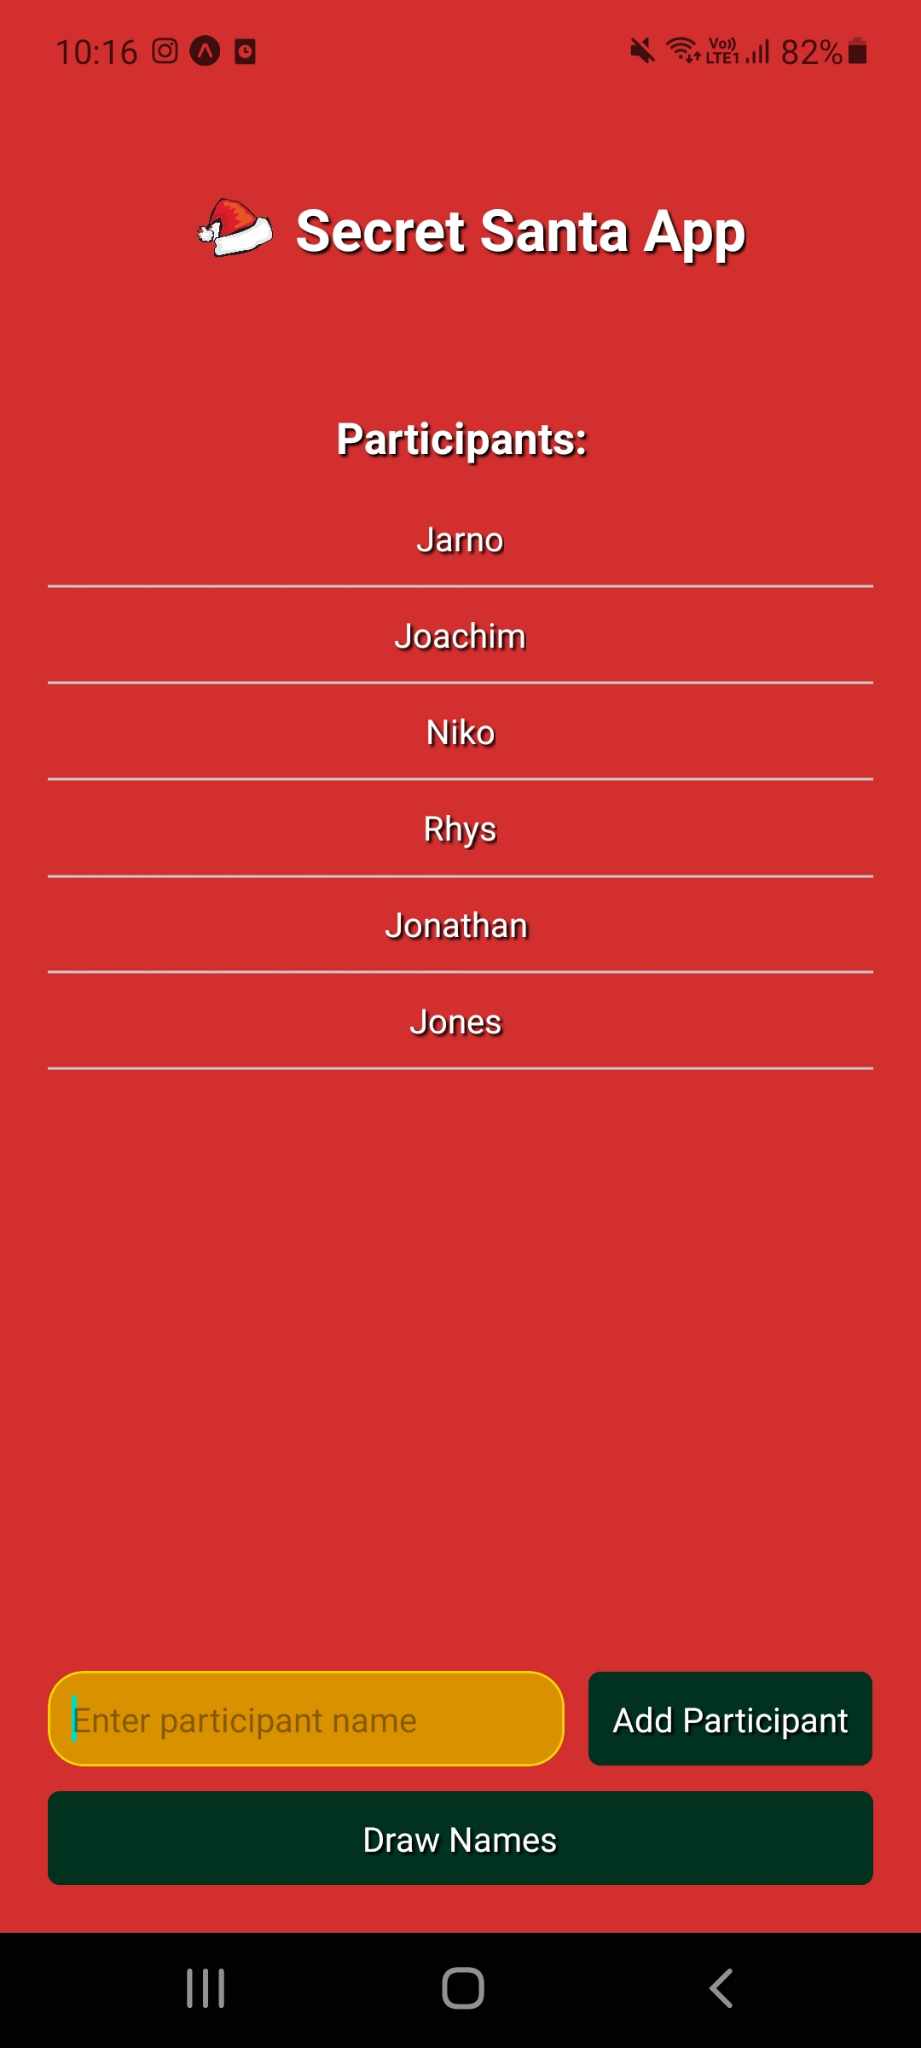 10:16 Vo)) LTE1 82%
Secret Santa App
Participants:
Jarno
Joachim
Niko
Rhys
Jonathan
Jones
Enter participant name
Add Participant
Draw Names